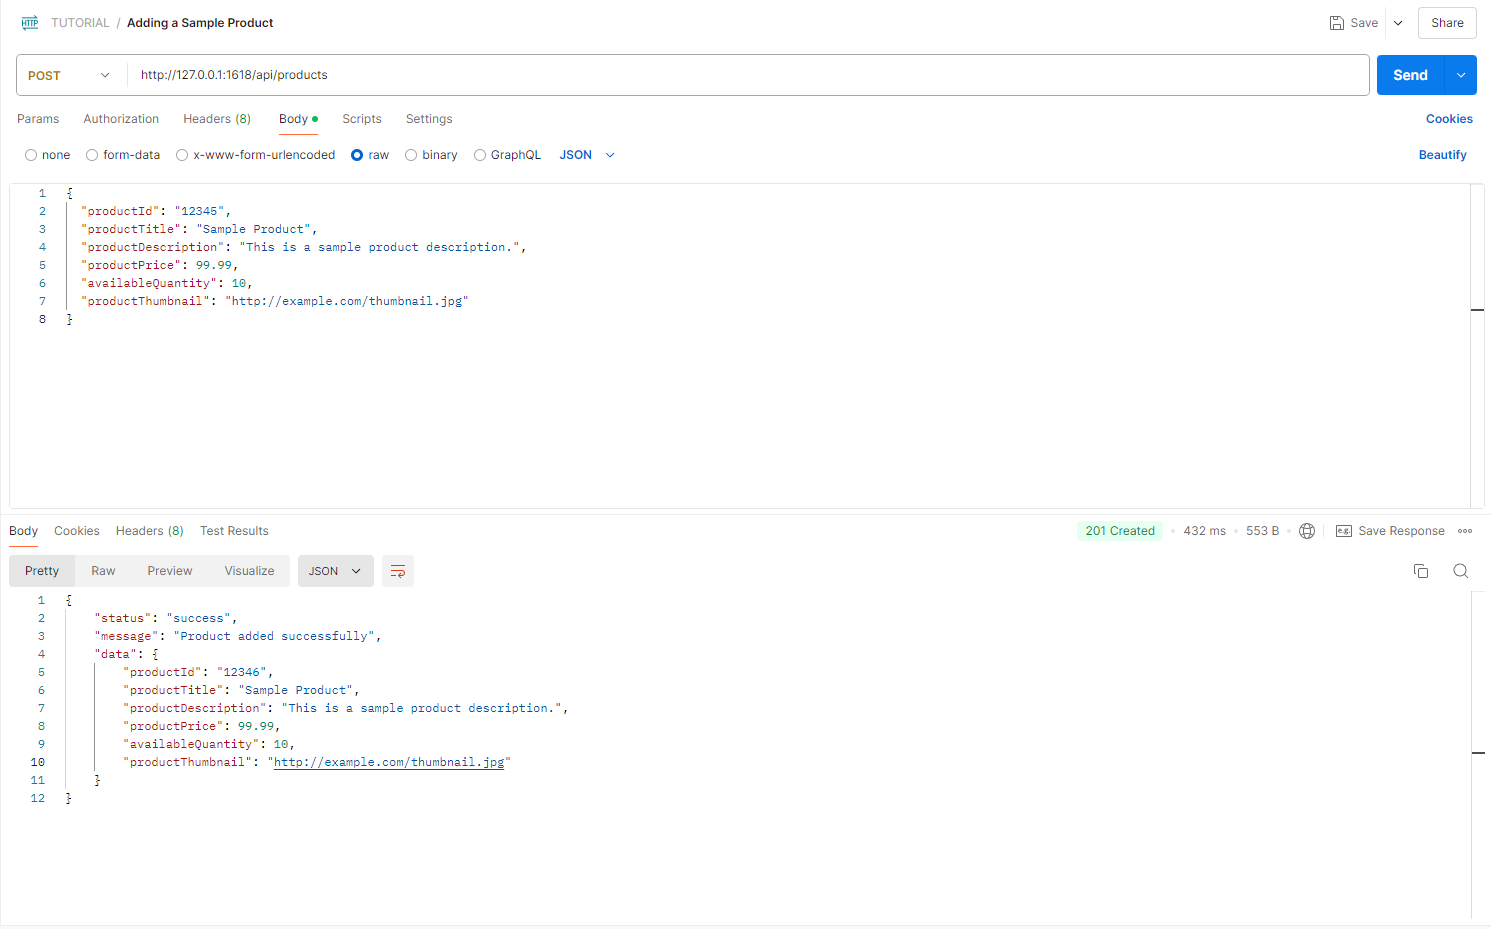 HTTP TUTORIAL / Adding a Sample Product Save Share
POST http://127.0.0.1:1618/api/products Send
Params Authorization Headers (8) Body Scripts Settings Cookies
none form-data x-www-form-urlencoded raw binary GraphQL JSON Beautify
1 {
2 "productId": "12345",
3 "productTitle": "Sample Product",
4 "productDescription": "This is a sample product description.",
5 "productPrice": 99.99,
6 "availableQuantity": 10,
7 "productThumbnail": "http://example.com/thumbnail.jpg"
8 }
Body Cookies Headers (8) Test Results 201 Created 432 ms 553 B e.g. Save Response
Pretty Raw Preview Visualize JSON
1 {
2 "status": "success",
3 "message": "Product added successfully",
4 "data": {
5 "productId": "12346",
6 "productTitle": "Sample Product",
7 "productDescription": "This is a sample product description.",
8 "productPrice": 99.99,
9 "availableQuantity": 10,
10 "productThumbnail": "http://example.com/thumbnail.jpg"
11 }
12 }